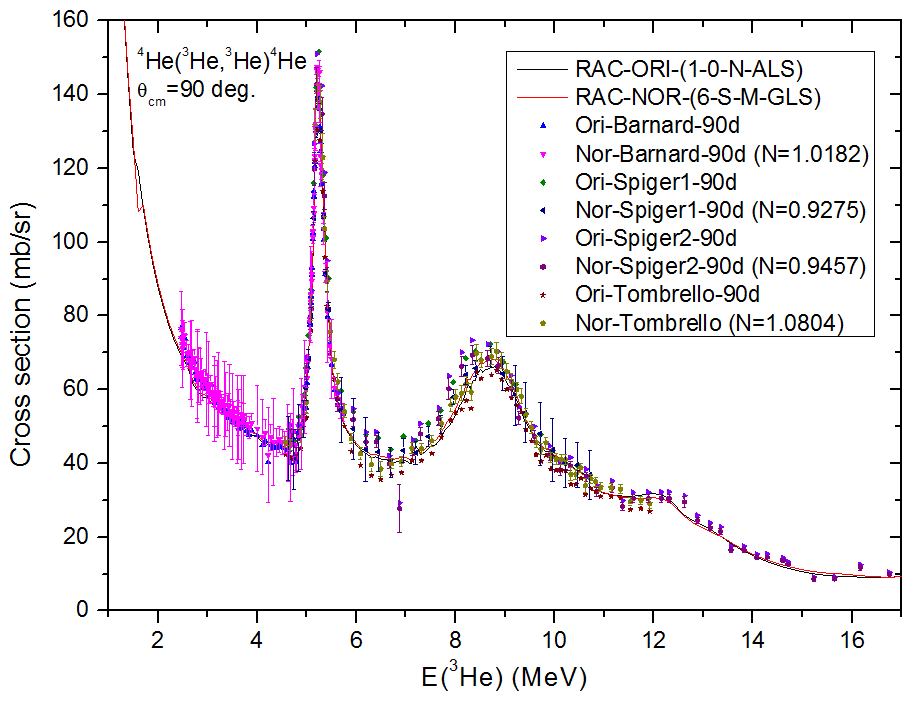 160
140
120
100
80
60
40
20
0
Cross section (mb/sr)
⁴He(³He,³He)⁴He
θcm=90 deg.
RAC-ORI-(1-0-N-ALS)
RAC-NOR-(6-S-M-GLS)
Ori-Barnard-90d
Nor-Barnard-90d (N=1.0182)
Ori-Spiger1-90d
Nor-Spiger1-90d (N=0.9275)
Ori-Spiger2-90d
Nor-Spiger2-90d (N=0.9457)
Ori-Tombrello-90d
Nor-Tombrello (N=1.0804)
2 4 6 8 10 12 14 16
E(³He) (MeV)